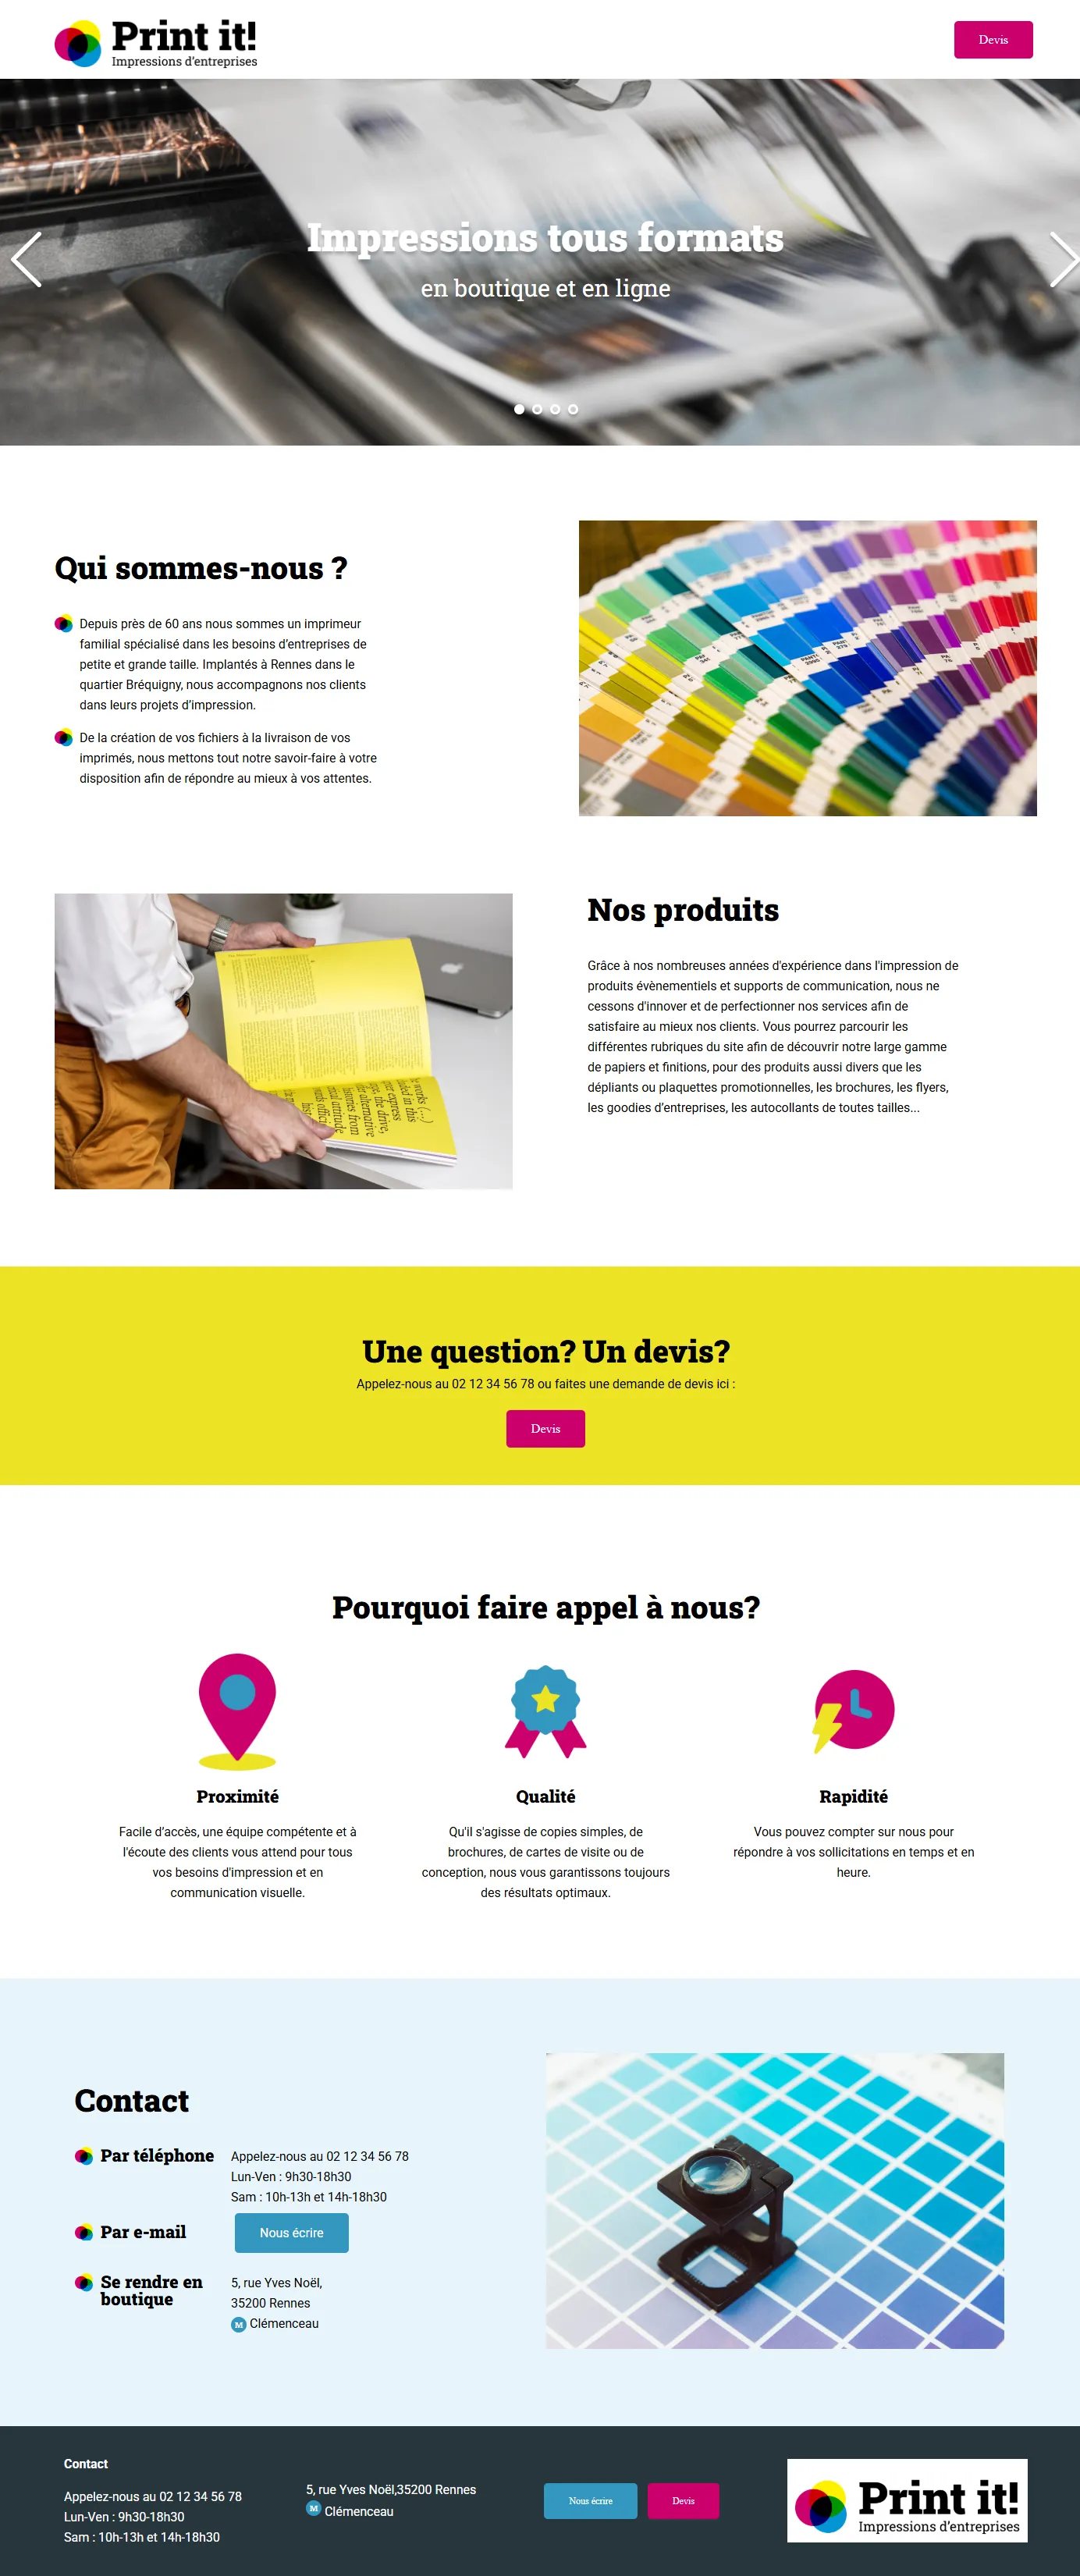 Print it!
Impressions d'entreprises
Devis
Impressions tous formats
en boutique et en ligne
Qui sommes-nous ?
Depuis près de 60 ans nous sommes un imprimeur
familial spécialisé dans les besoins d’entreprises de
petite et grande taille. Implantés à Rennes dans le
quartier Bréquigny, nous accompagnons nos clients
dans leurs projets d’impression.
De la création de vos fichiers à la livraison de vos
imprimés, nous mettons tout notre savoir-faire à votre
disposition afin de répondre au mieux à vos attentes.
Nos produits
Grâce à nos nombreuses années d'expérience dans l'impression de
produits évènementiels et supports de communication, nous ne
cessons d'innover et de perfectionner nos services afin de
satisfaire au mieux nos clients. Vous pourrez parcourir les
différentes rubriques du site afin de découvrir notre large gamme
de papiers et finitions, pour des produits aussi divers que les
dépliants ou plaquettes promotionnelles, les brochures, les flyers,
les goodies d’entreprises, les autocollants de toutes tailles...
Une question? Un devis?
Appelez-nous au 02 12 34 56 78 ou faites une demande de devis ici :
Devis
Pourquoi faire appel à nous?
Proximité
Facile d’accès, une équipe compétente et à
l'écoute des clients vous attend pour tous
vos besoins d'impression et en
communication visuelle.
Qualité
Qu'il s'agisse de copies simples, de
brochures, de cartes de visite ou de
conception, nous vous garantissons toujours
des résultats optimaux.
Rapidité
Vous pouvez compter sur nous pour
répondre à vos sollicitations en temps et en
heure.
Contact
Par téléphone
Appelez-nous au 02 12 34 56 78
Lun-Ven : 9h30-18h30
Sam : 10h-13h et 14h-18h30
Par e-mail
Nous écrire
Se rendre en
boutique
5, rue Yves Noël,
35200 Rennes
M Clémenceau
Contact
Appelez-nous au 02 12 34 56 78
Lun-Ven : 9h30-18h30
Sam : 10h-13h et 14h-18h30
5, rue Yves Noël,35200 Rennes
M Clémenceau
Nous écrire
Devis
Print it!
Impressions d'entreprises